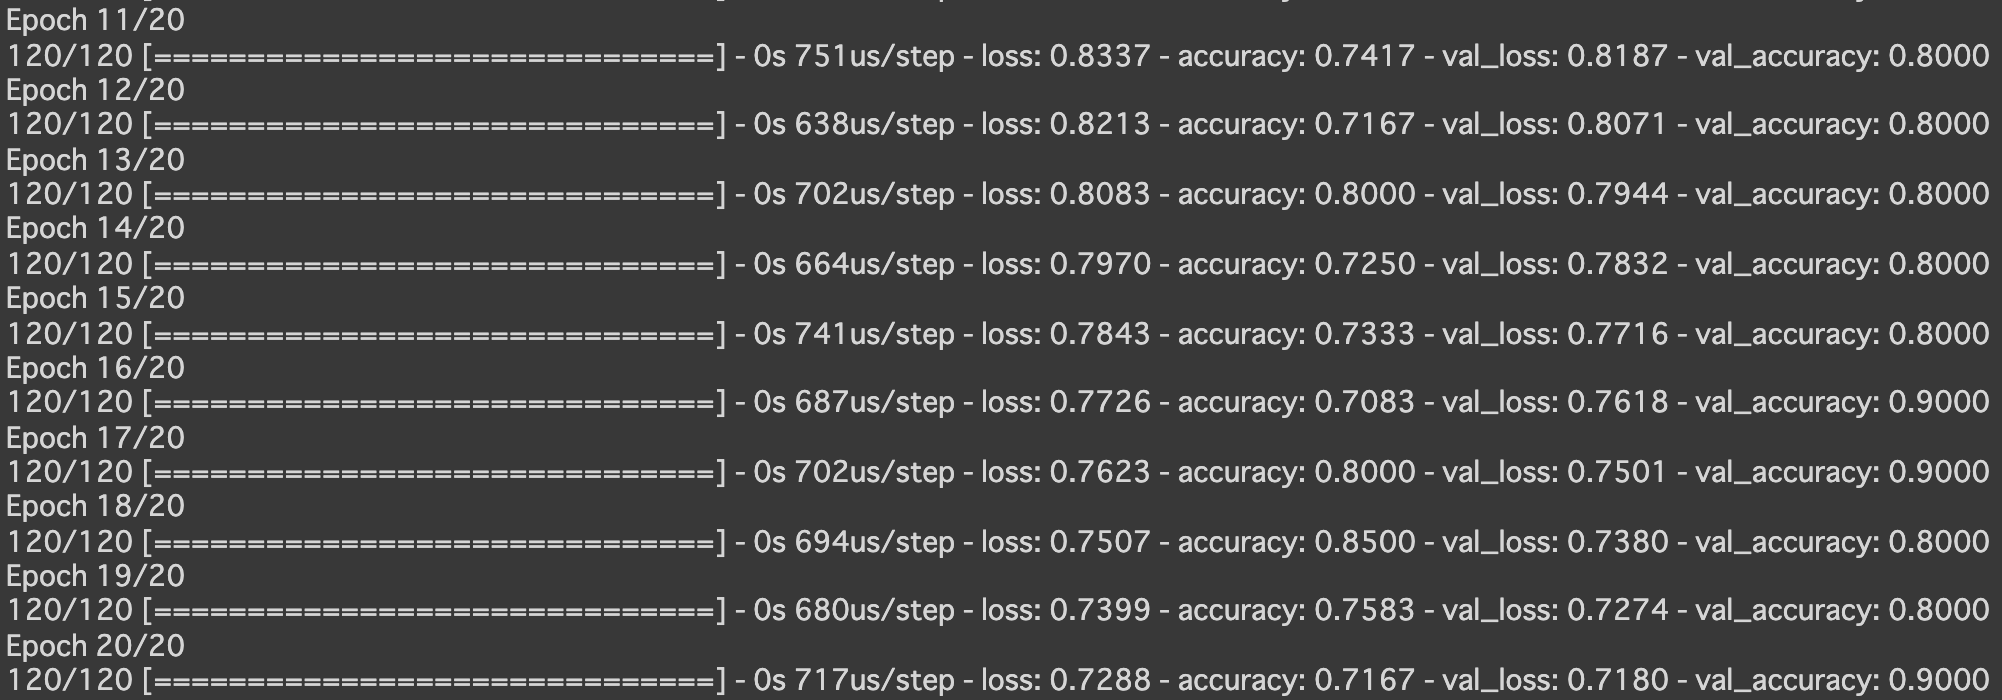 Epoch 11/20
120/120 [==============================] - 0s 751us/step - loss: 0.8337 - accuracy: 0.7417 - val_loss: 0.8187 - val_accuracy: 0.8000
Epoch 12/20
120/120 [==============================] - 0s 638us/step - loss: 0.8213 - accuracy: 0.7167 - val_loss: 0.8071 - val_accuracy: 0.8000
Epoch 13/20
120/120 [==============================] - 0s 702us/step - loss: 0.8083 - accuracy: 0.8000 - val_loss: 0.7944 - val_accuracy: 0.8000
Epoch 14/20
120/120 [==============================] - 0s 664us/step - loss: 0.7970 - accuracy: 0.7250 - val_loss: 0.7832 - val_accuracy: 0.8000
Epoch 15/20
120/120 [==============================] - 0s 741us/step - loss: 0.7843 - accuracy: 0.7333 - val_loss: 0.7716 - val_accuracy: 0.8000
Epoch 16/20
120/120 [==============================] - 0s 687us/step - loss: 0.7726 - accuracy: 0.7083 - val_loss: 0.7618 - val_accuracy: 0.9000
Epoch 17/20
120/120 [==============================] - 0s 702us/step - loss: 0.7623 - accuracy: 0.8000 - val_loss: 0.7501 - val_accuracy: 0.9000
Epoch 18/20
120/120 [==============================] - 0s 694us/step - loss: 0.7507 - accuracy: 0.8500 - val_loss: 0.7380 - val_accuracy: 0.8000
Epoch 19/20
120/120 [==============================] - 0s 680us/step - loss: 0.7399 - accuracy: 0.7583 - val_loss: 0.7274 - val_accuracy: 0.8000
Epoch 20/20
120/120 [==============================] - 0s 717us/step - loss: 0.7288 - accuracy: 0.7167 - val_loss: 0.7180 - val_accuracy: 0.9000